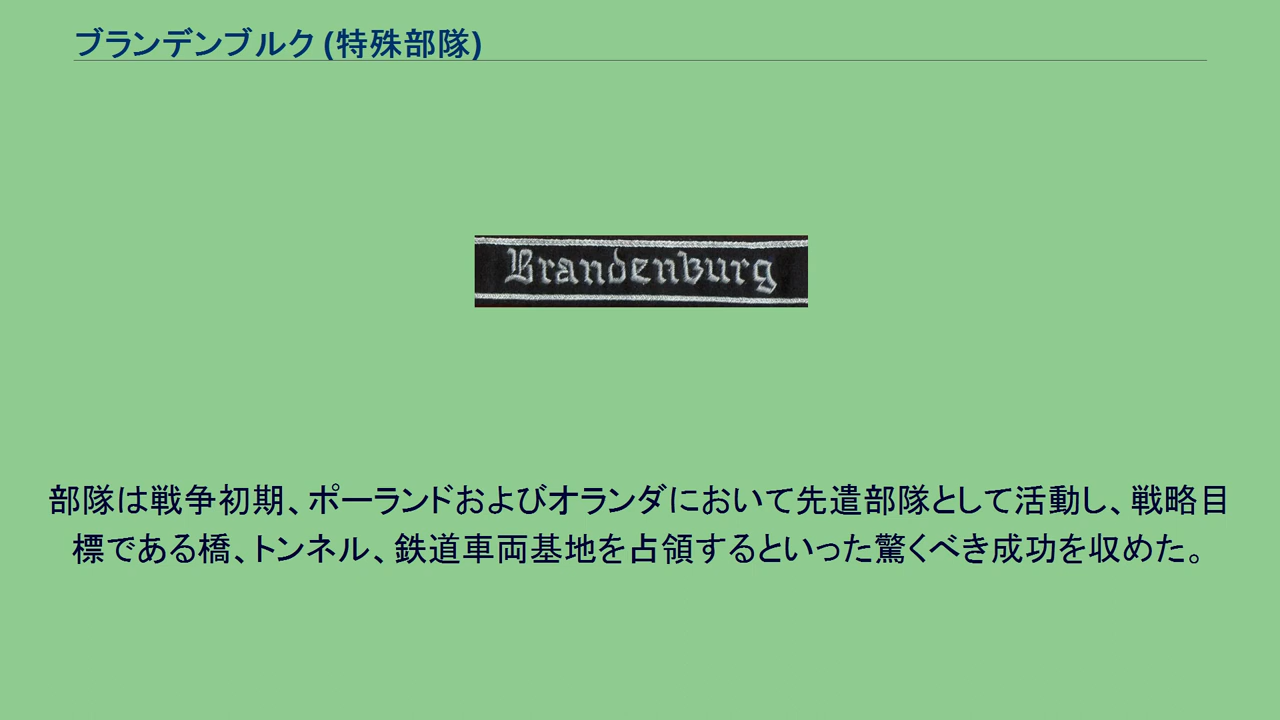 ブランデンブルク (特殊部隊)
Brandenburg
部隊は戦争初期、ポーランドおよびオランダにおいて先遣部隊として活動し、戦略目
標である橋、トンネル、鉄道車両基地を占領するといった驚くべき成功を収めた。